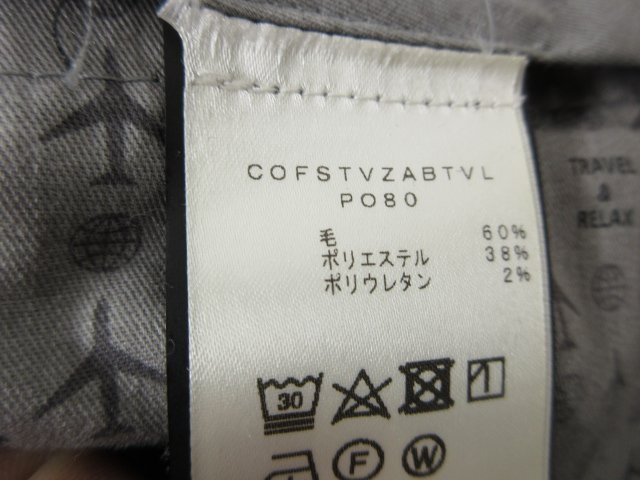 COFSTVZABTVL
PO80
毛 60%
ポリエステル 38%
ポリウレタン 2%
30
F W
TRAVEL
&
RELAX